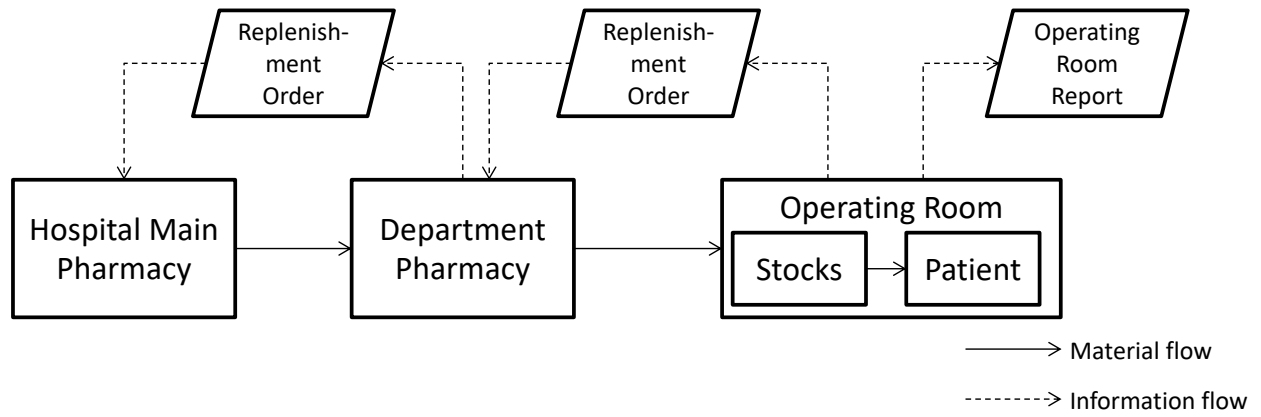 Replenish-
ment
Order
Replenish-
ment
Order
Operating
Room
Report
Hospital Main
Pharmacy
Department
Pharmacy
Operating Room
Stocks
Patient
Material flow
Information flow